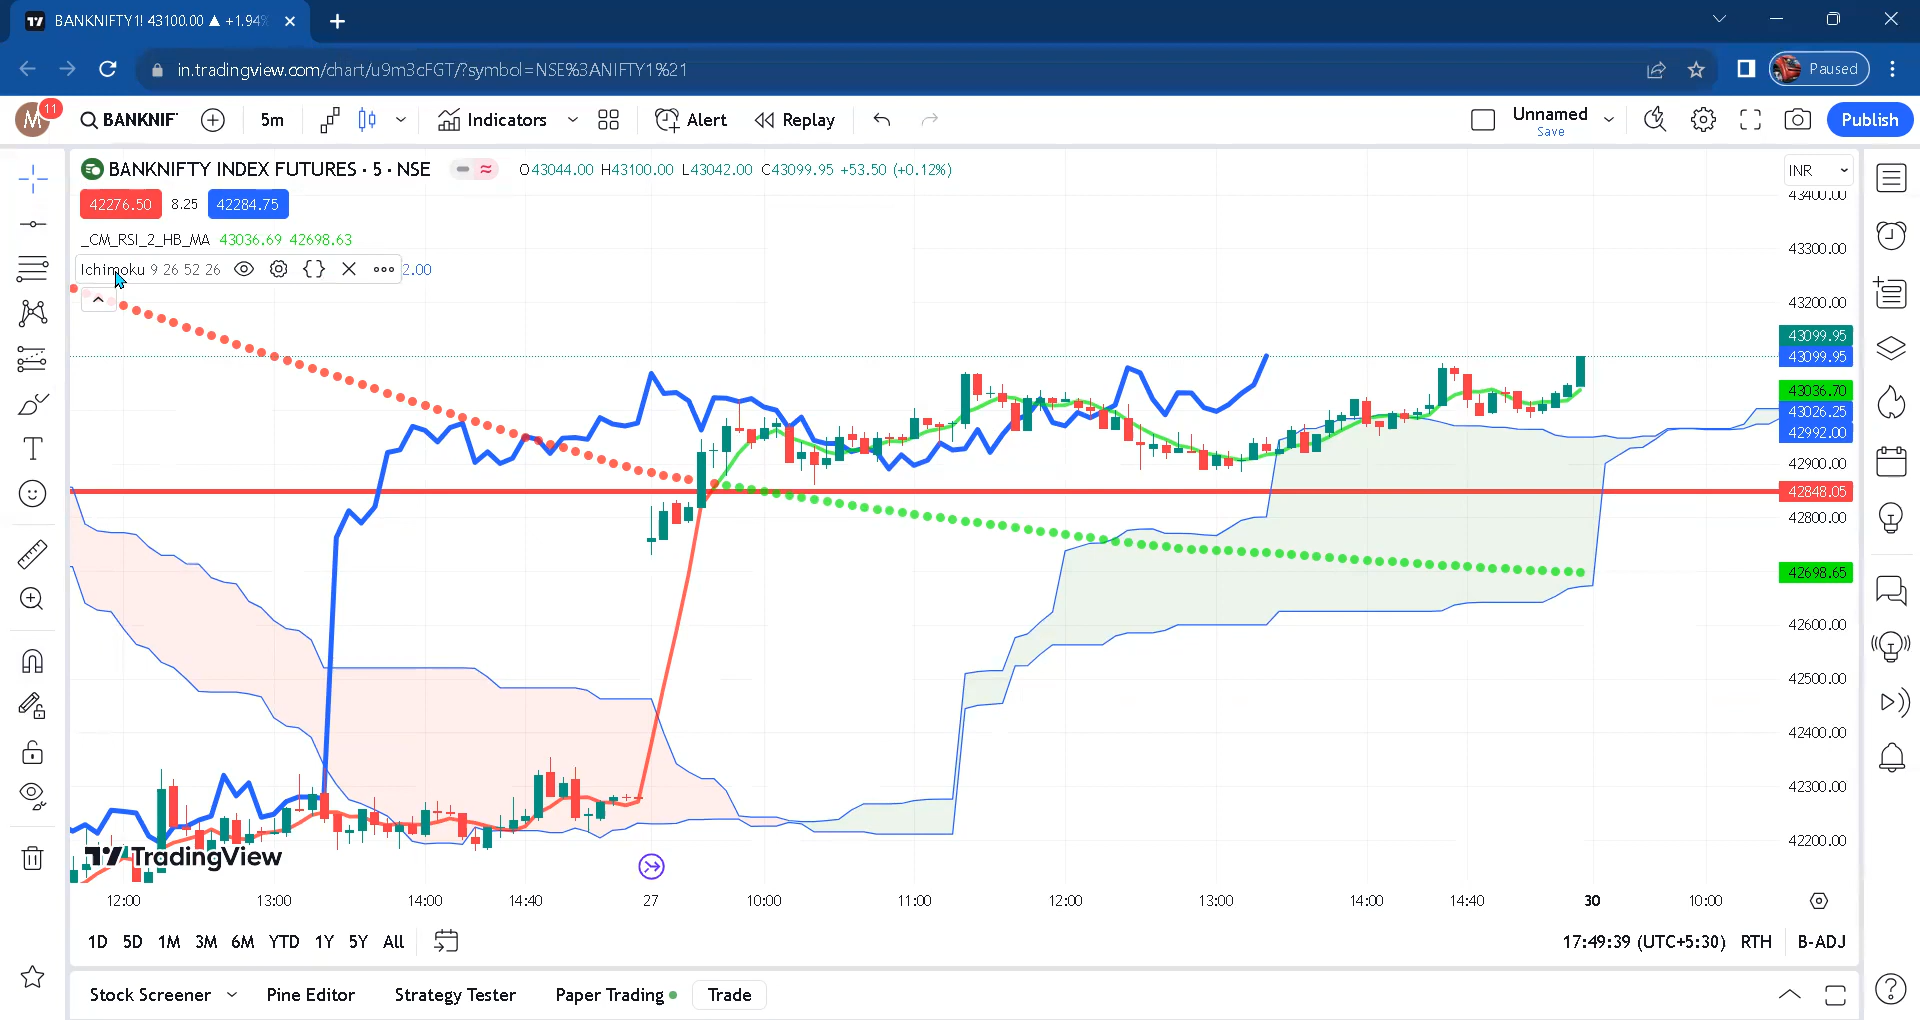 BANKNIFTY1! 43100.00 ▲ +1.94%
in.tradingview.com/chart/u9m3cFGT/?symbol=NSE%3ANIFTY1%21
Paused
M 11
BANKNIF
5m
Indicators
Alert
Replay
Unnamed
Save
Publish
BANKNIFTY INDEX FUTURES · 5 · NSE
O43044.00 H43100.00 L43042.00 C43099.95 +53.50 (+0.12%)
INR
42276.50 8.25 42284.75
_CM_RSI_2_HB_MA 43036.69 42698.63
Ichimoku 9 26 52 26
2.00
43400.00
43300.00
43200.00
43099.95
43099.95
43036.70
43026.25
42992.00
42900.00
42848.05
42800.00
42698.65
42600.00
42500.00
42400.00
42300.00
42200.00
TradingView
12:00 13:00 14:00 14:40 27 10:00 11:00 12:00 13:00 14:00 14:40 30 10:00
1D 5D 1M 3M 6M YTD 1Y 5Y All
17:49:39 (UTC+5:30) RTH B-ADJ
Stock Screener Pine Editor Strategy Tester Paper Trading Trade